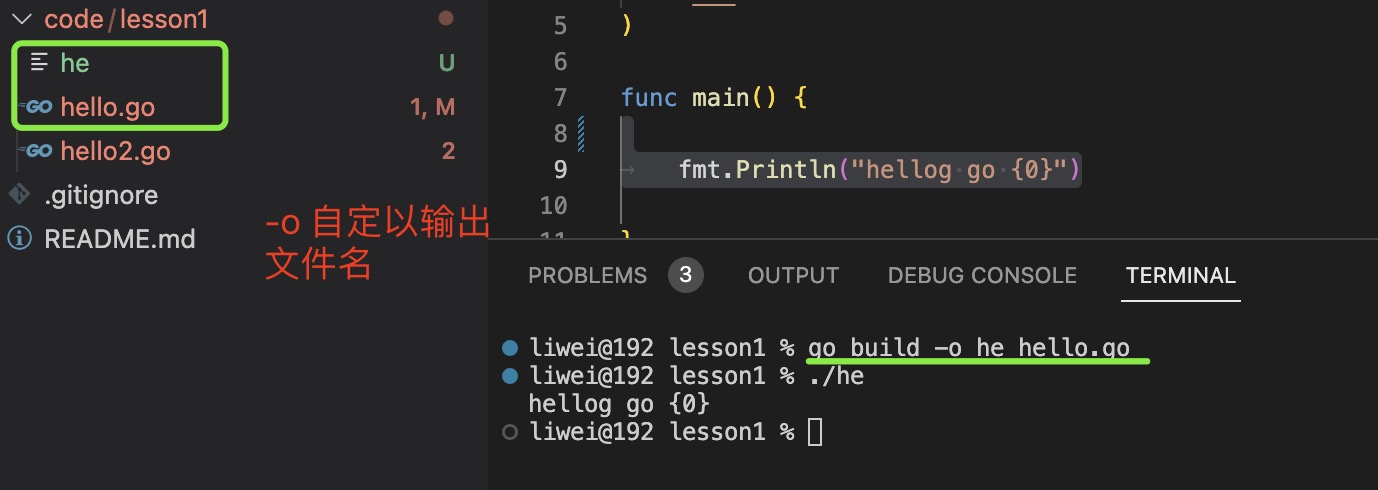 code/lesson1
he U
GO hello.go 1, M
GO hello2.go 2
.gitignore
README.md
-o 自定以输出
文件名
5 )
6
7 func main() {
8
9 fmt.Println("hellog go {0}")
10
11 }
PROBLEMS 3 OUTPUT DEBUG CONSOLE TERMINAL
liwei@192 lesson1 % go build -o he hello.go
liwei@192 lesson1 % ./he
hellog go {0}
liwei@192 lesson1 %